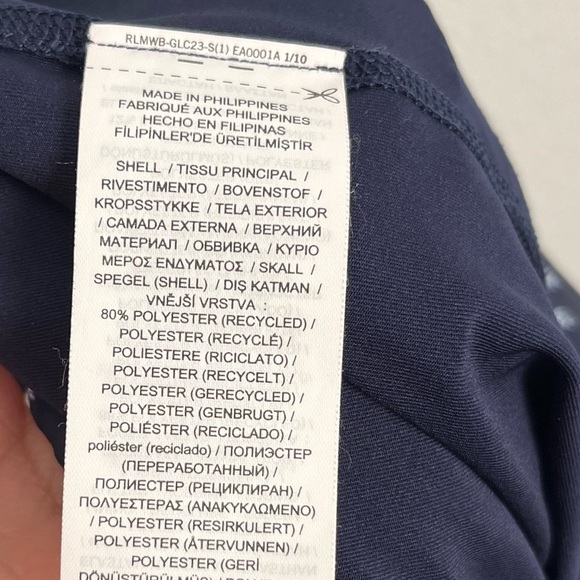 RLMWB-GLC23-S(1) EA0001A 1/10
MADE IN PHILIPPINES
FABRIQUÉ AUX PHILIPPINES
HECHO EN FILIPINAS
FİLİPİNLER'DE ÜRETİLMİŞTİR
SHELL / TISSU PRINCIPAL /
RIVESTIMENTO / BOVENSTOF /
KROPSSTYKKE / TELA EXTERIOR
/ CAMADA EXTERNA / ВЕРХНИЙ
МАТЕРИАЛ / ОБВИВКА / ΚΥΡΙΟ
ΜΕΡΟΣ ΕΝΔΥΜΑΤΟΣ / SKALL /
SPEGEL (SHELL) / DIŞ KATMAN /
VNĚJŠÍ VRSTVA :
80% POLYESTER (RECYCLED) /
POLYESTER (RECYCLÉ) /
POLIESTERE (RICICLATO) /
POLYESTER (RECYCELT) /
POLYESTER (GERECYCLED) /
POLYESTER (GENBRUGT) /
POLIÉSTER (RECICLADO) /
poliéster (reciclado) / ПОЛИЭСТЕР
(ПЕРЕРАБОТАННЫЙ) /
ПОЛИЕСТЕР (РЕЦИКЛИРАН) /
ΠΟΛΥΕΣΤΕΡΑΣ (ΑΝΑΚΥΚΛΩΜΕΝΟ)
/ POLYESTER (RESIRKULERT) /
POLYESTER (ÅTERVUNNEN) /
POLYESTER (GERİ
DÖNÜŞTÜRÜLMÜŞ) /